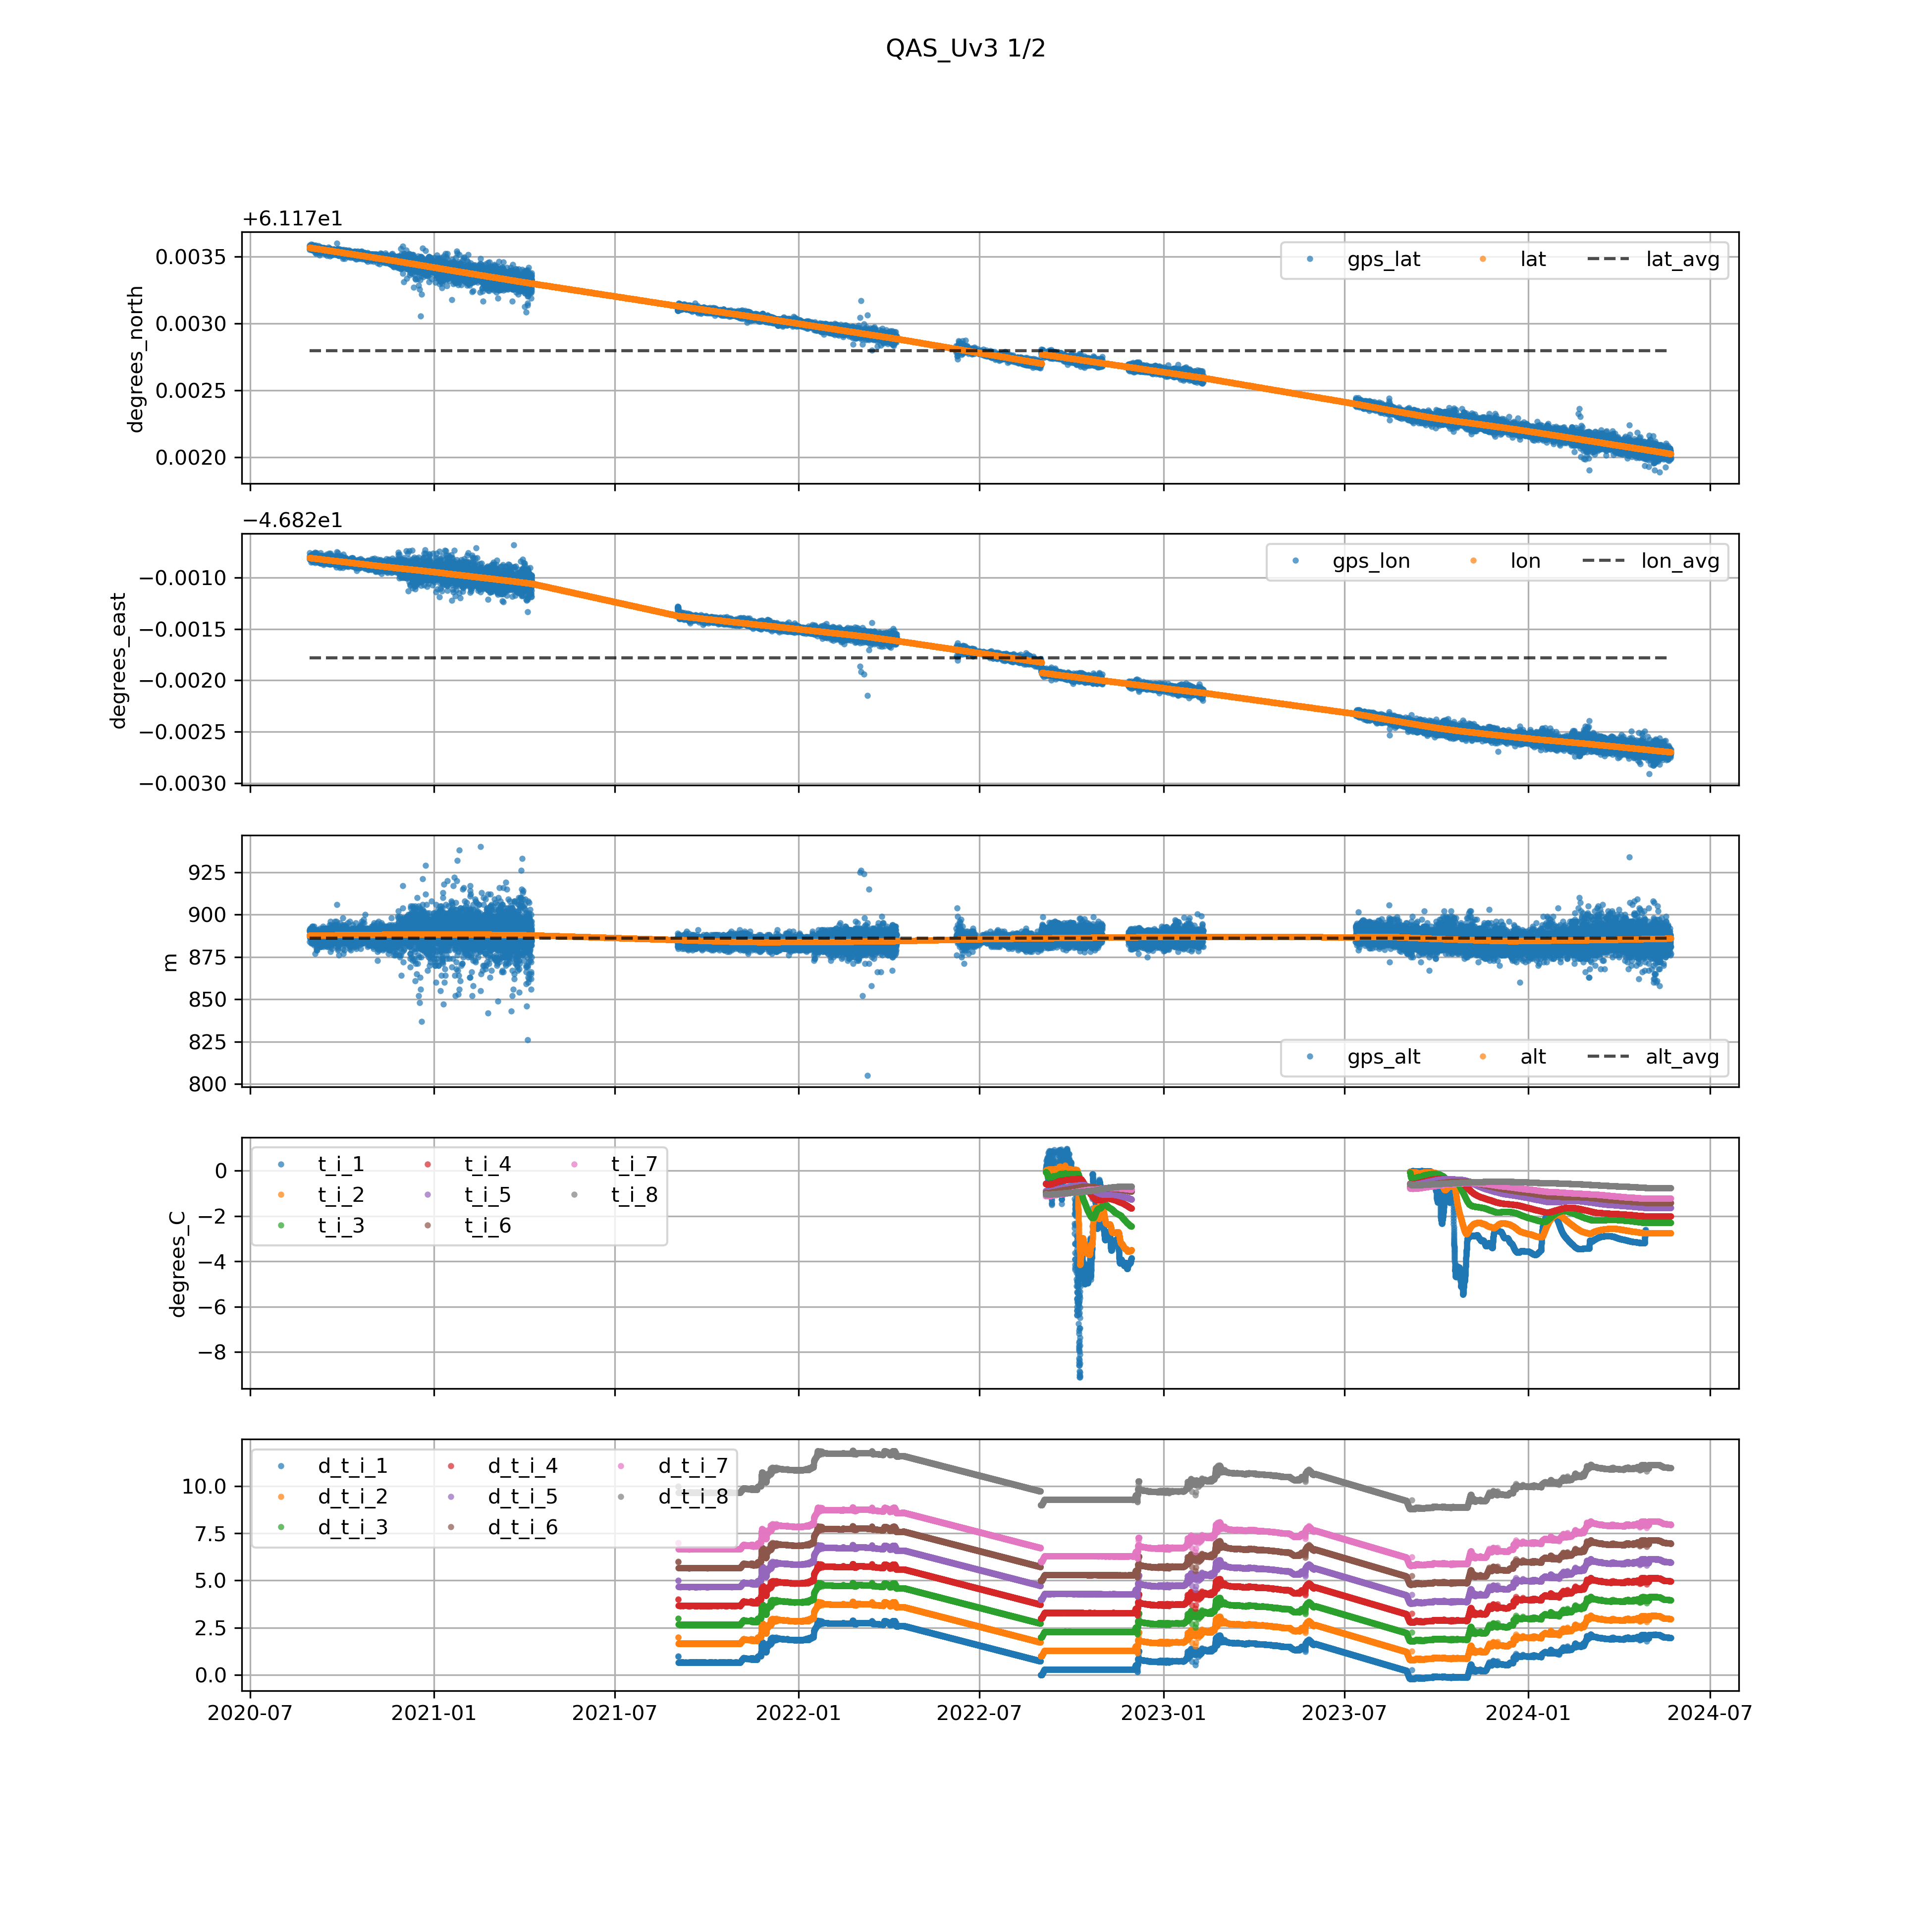 QAS_Uv3 1/2
+6.117e1
gps_lat lat lat_avg
0.0035
0.0030
0.0025
0.0020
degrees_north
−4.682e1
gps_lon lon lon_avg
−0.0010
−0.0015
−0.0020
−0.0025
−0.0030
degrees_east
925
900
875
850
825
800
m
gps_alt alt alt_avg
t_i_1 t_i_4 t_i_7
t_i_2 t_i_5 t_i_8
t_i_3 t_i_6
0
−2
−4
−6
−8
degrees_C
d_t_i_1 d_t_i_4 d_t_i_7
d_t_i_2 d_t_i_5 d_t_i_8
d_t_i_3 d_t_i_6
10.0
7.5
5.0
2.5
0.0
2020-07 2021-01 2021-07 2022-01 2022-07 2023-01 2023-07 2024-01 2024-07